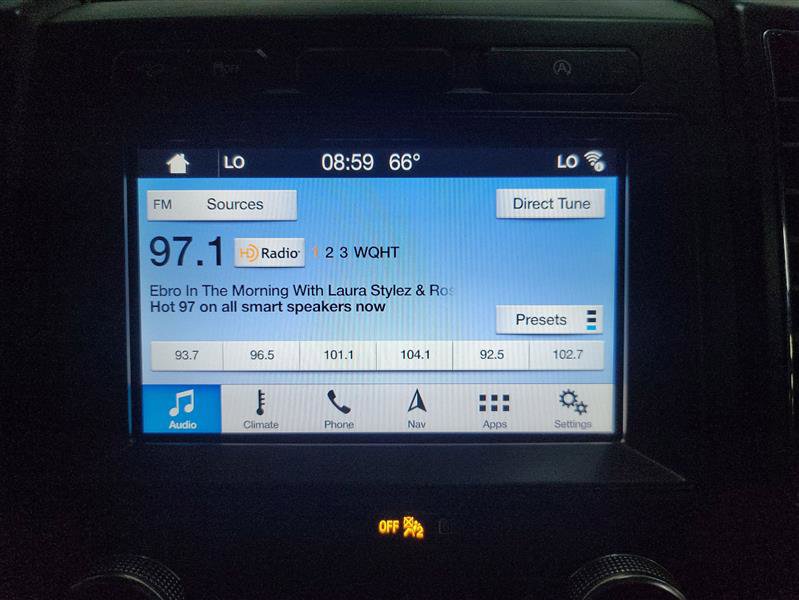 OFF A
LO 08:59 66° LO
FM Sources Direct Tune
97.1 HD Radio 1 2 3 WQHT
Ebro In The Morning With Laura Stylez &
Hot 97 on all smart speakers now
Presets
93.7 96.5 101.1 104.1 92.5 102.7
Audio Climate Phone Nav Apps Settings
OFF 2